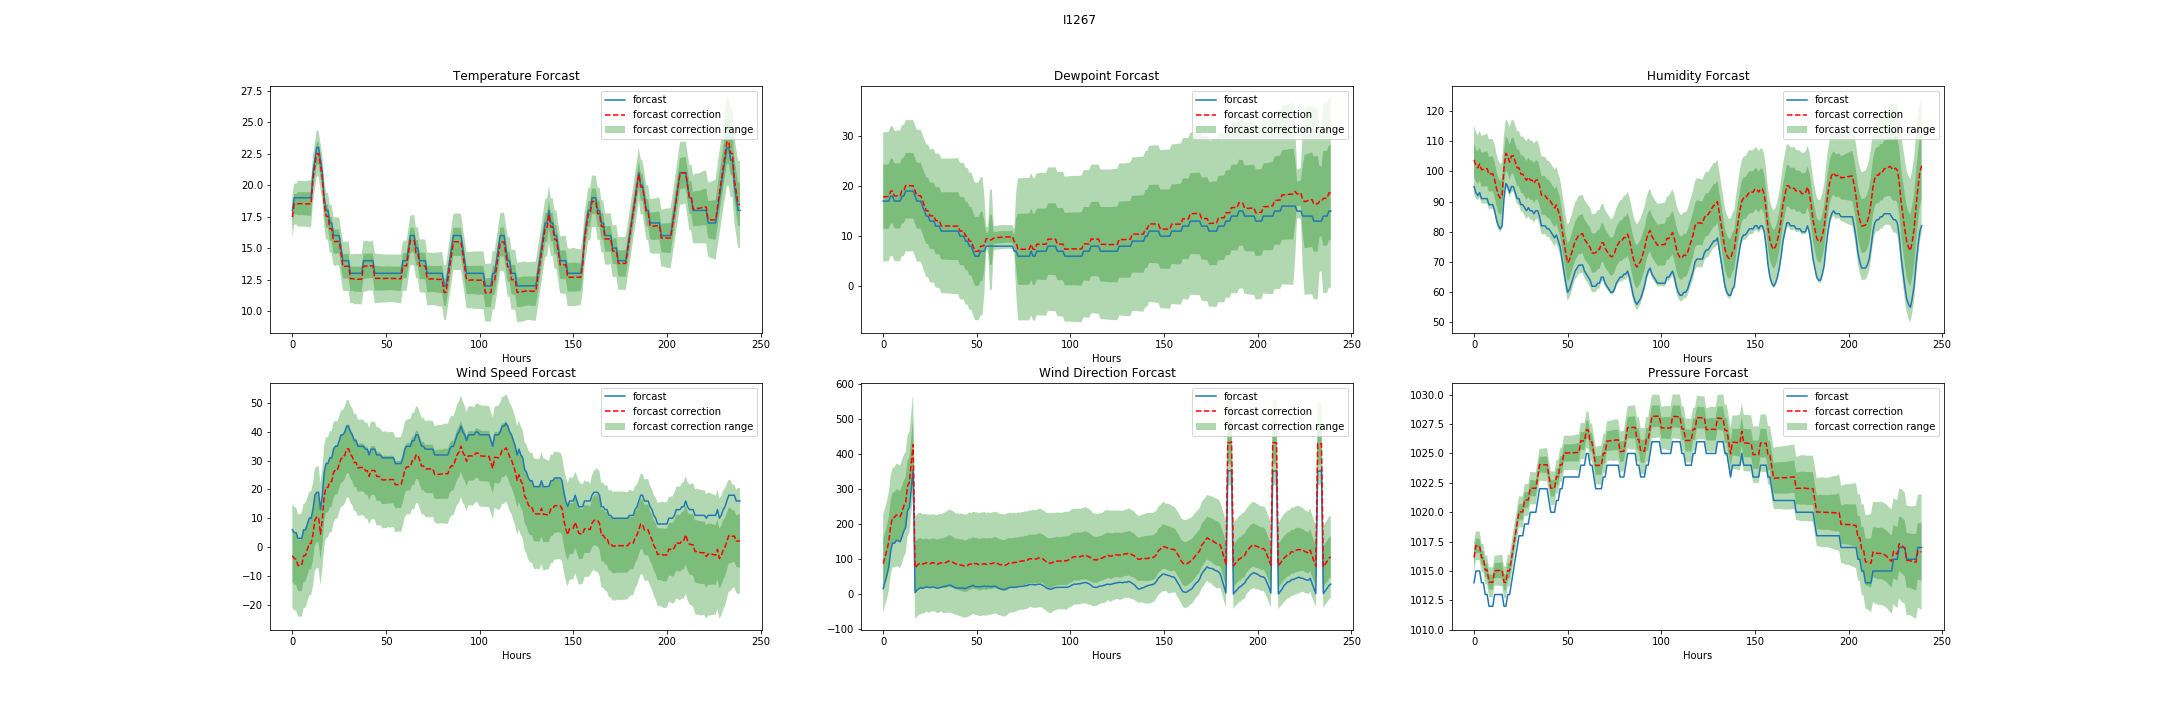 I1267
Temperature Forcast
27.5
25.0
22.5
20.0
17.5
15.0
12.5
10.0
0 50 100 150 200 250
Hours
forcast
forcast correction
forcast correction range
Dewpoint Forcast
30
20
10
0
0 50 100 150 200 250
Hours
forcast
forcast correction
forcast correction range
Humidity Forcast
120
110
100
90
80
70
60
50
0 50 100 150 200 250
Hours
forcast
forcast correction
forcast correction range
Wind Speed Forcast
50
40
30
20
10
0
−10
−20
0 50 100 150 200 250
Hours
forcast
forcast correction
forcast correction range
Wind Direction Forcast
600
500
400
300
200
100
0
−100
0 50 100 150 200 250
Hours
forcast
forcast correction
forcast correction range
Pressure Forcast
1030.0
1027.5
1025.0
1022.5
1020.0
1017.5
1015.0
1012.5
1010.0
0 50 100 150 200 250
Hours
forcast
forcast correction
forcast correction range